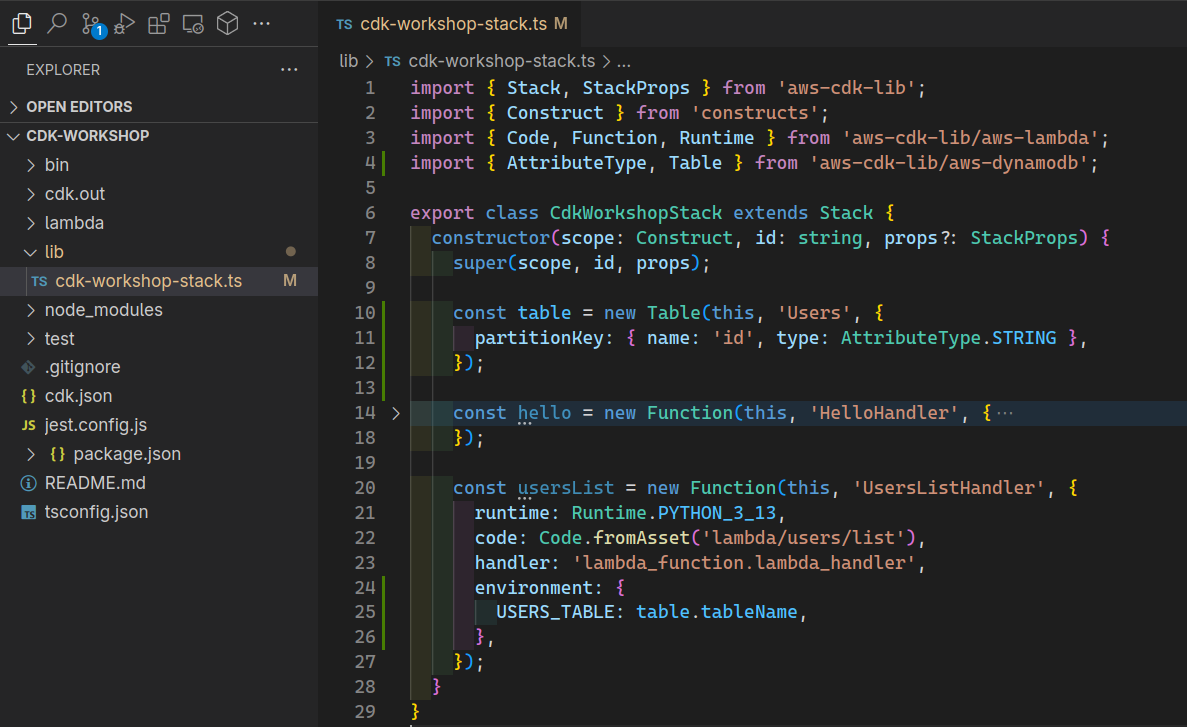 1
TS cdk-workshop-stack.ts M
EXPLORER
OPEN EDITORS
CDK-WORKSHOP
bin
cdk.out
lambda
lib
TS cdk-workshop-stack.ts M
node_modules
test
.gitignore
{} cdk.json
JS jest.config.js
{} package.json
README.md
TS tsconfig.json
lib > TS cdk-workshop-stack.ts > ...
1 import { Stack, StackProps } from 'aws-cdk-lib';
2 import { Construct } from 'constructs';
3 import { Code, Function, Runtime } from 'aws-cdk-lib/aws-lambda';
4 import { AttributeType, Table } from 'aws-cdk-lib/aws-dynamodb';
5
6 export class CdkWorkshopStack extends Stack {
7 constructor(scope: Construct, id: string, props?: StackProps) {
8 super(scope, id, props);
9
10 const table = new Table(this, 'Users', {
11 partitionKey: { name: 'id', type: AttributeType.STRING },
12 });
13
14 const hello = new Function(this, 'HelloHandler', { ···
18 });
19
20 const usersList = new Function(this, 'UsersListHandler', {
21 runtime: Runtime.PYTHON_3_13,
22 code: Code.fromAsset('lambda/users/list'),
23 handler: 'lambda_function.lambda_handler',
24 environment: {
25 USERS_TABLE: table.tableName,
26 },
27 });
28 }
29 }